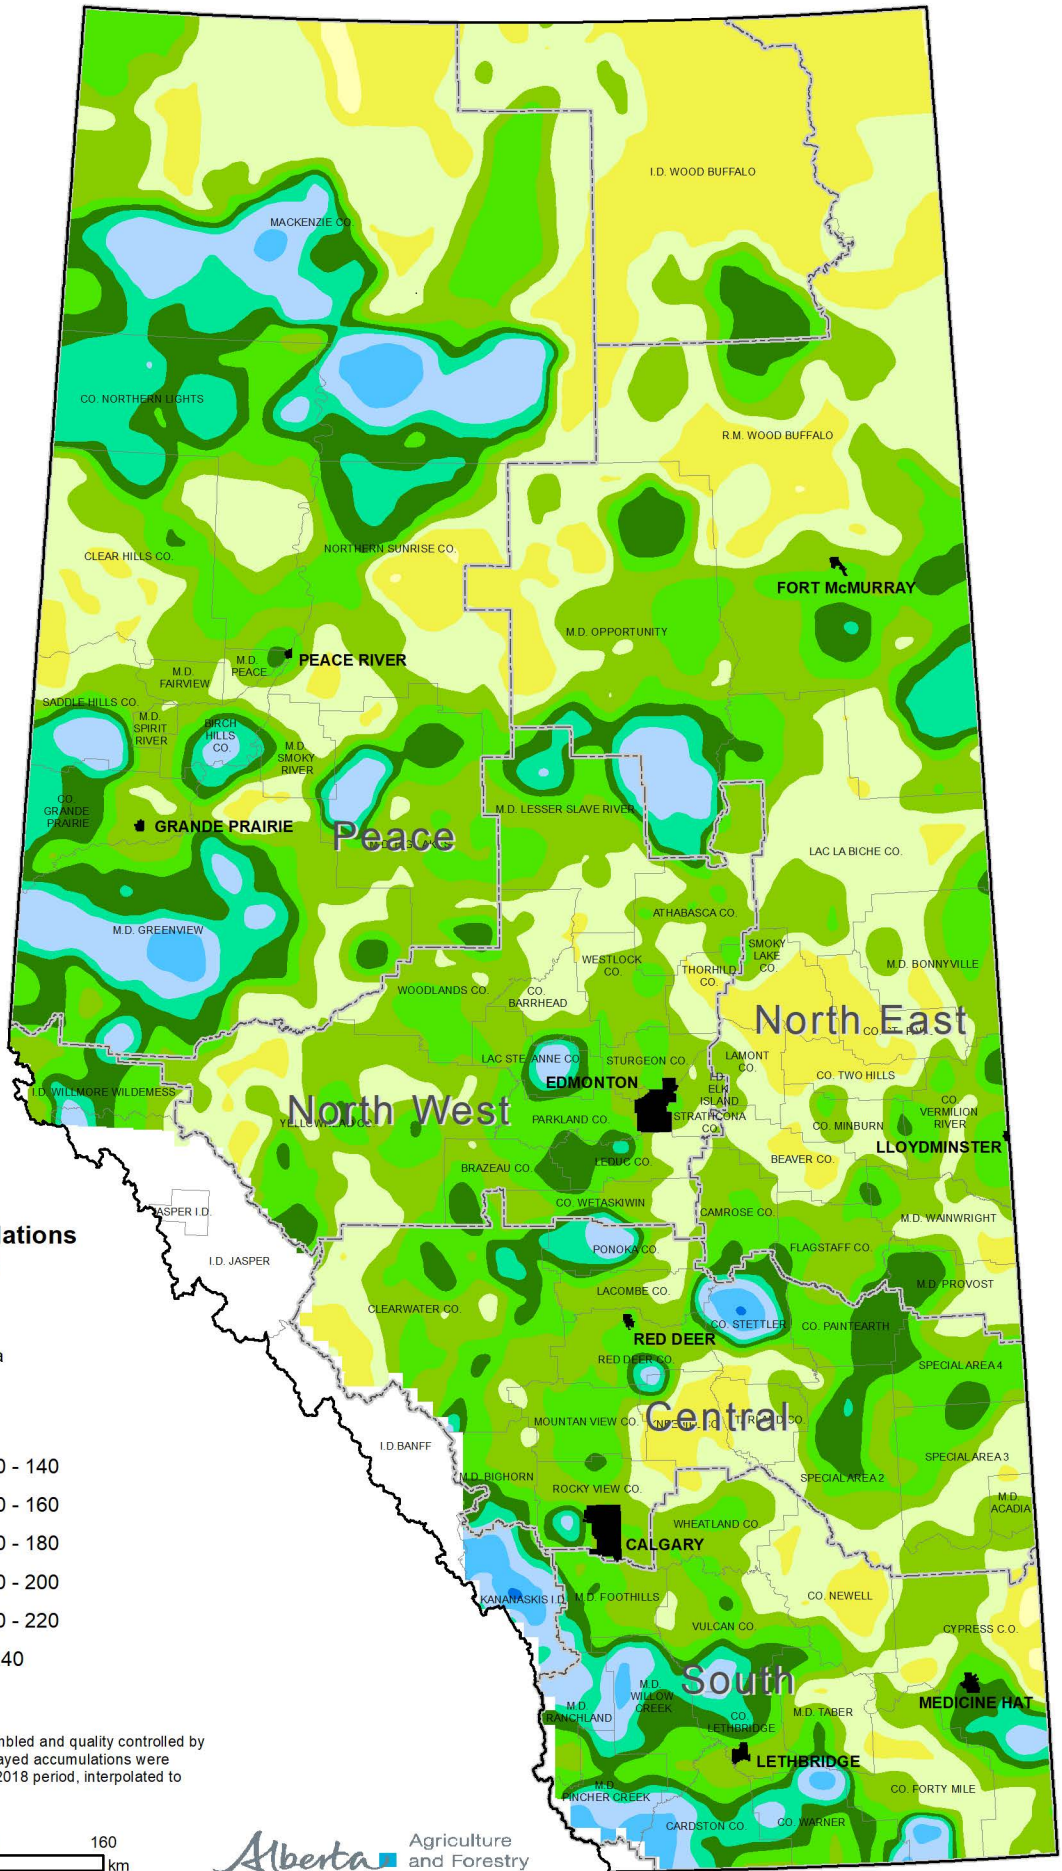 I.D. WOOD BUFFALO
MACKENZIE CO.
CO. NORTHERN LIGHTS
R.M. WOOD BUFFALO
CLEAR HILLS CO.
NORTHERN SUNRISE CO.
FORT McMURRAY
M.D. OPPORTUNITY
PEACE RIVER
M.D.
PEACE
M.D.
FAIRVIEW
SADDLE HILLS CO.
M.D.
SPIRIT
RIVER
BIRCH
HILLS
CO.
M.D.
SMOKY
RIVER
CO.
GRANDE
PRAIRIE
GRANDE PRAIRIE
Peace
M.D. LESSER SLAVE RIVER
LAC LA BICHE CO.
ATHABASCA CO.
M.D. GREENVIEW
SMOKY
LAKE
CO.
WESTLOCK
CO.
THORHILD
CO.
M.D. BONNYVILLE
WOODLANDS CO.
CO.
BARRHEAD
North East
LAC STE. ANNE CO.
STURGEON CO.
LAMONT
CO.
CO. TWO HILLS
EDMONTON
I.D.
ELK
ISLAND
I.D. WILLMORE WILDERNESS
North West
PARKLAND CO.
STRATHCONA
CO.
CO. MINBURN
CO.
VERMILION
RIVER
LLOYDMINSTER
BEAVER CO.
BRAZEAU CO.
LEDUC CO.
CO. WETASKIWIN
CAMROSE CO.
M.D. WAINWRIGHT
JASPER I.D.
lations
I.D. JASPER
PONOKA CO.
FLAGSTAFF CO.
M.D. PROVOST
LACOMBE CO.
CLEARWATER CO.
CO. STETTLER
CO. PAINTEARTH
RED DEER
RED DEER CO.
SPECIAL AREA 4
a
Central
MOUNTAN VIEW CO.
I.D.BANFF
SPECIAL AREA 3
0 - 140
M.D. BIGHORN
SPECIAL AREA 2
ROCKY VIEW CO.
M.D.
ACADIA
0 - 160
WHEATLAND CO.
0 - 180
CALGARY
0 - 200
KANANASKIS I.D.
M.D. FOOTHILLS
CO. NEWELL
0 - 220
VULCAN CO.
CYPRESS C.O.
40
South
M.D.
WILLOW
CREEK
M.D.
RANCHLAND
CO.
LETHBRIDGE
M.D. TABER
MEDICINE HAT
mbled and quality controlled by
ayed accumulations were
2018 period, interpolated to
LETHBRIDGE
M.D.
PINCHER CREEK
CO. FORTY MILE
CARDSTON CO.
CO. WARNER
160
km
Alberta
Agriculture
and Forestry